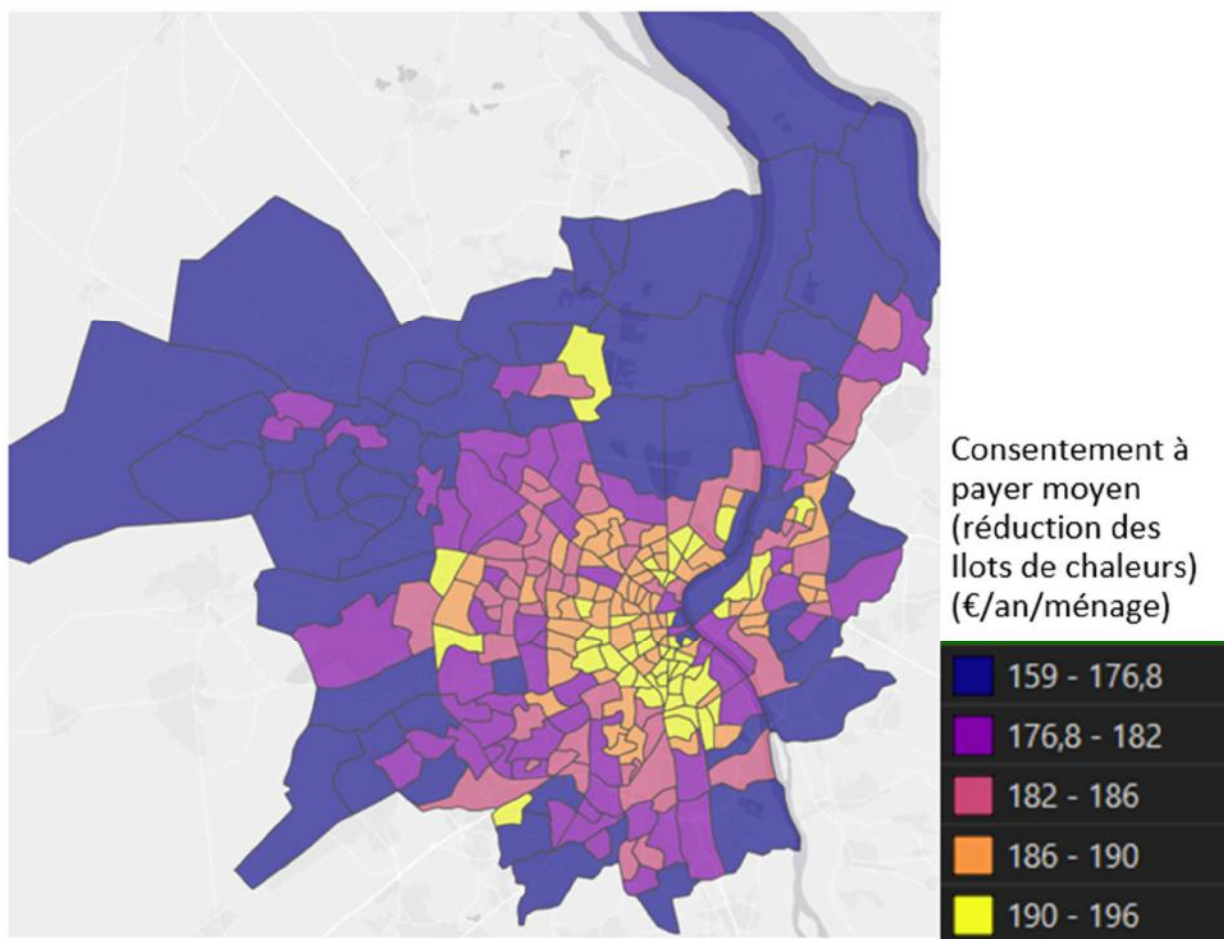 Consentement à
payer moyen
(réduction des
Ilots de chaleurs)
(€/an/ménage)
159 - 176,8
176,8 - 182
182 - 186
186 - 190
190 - 196